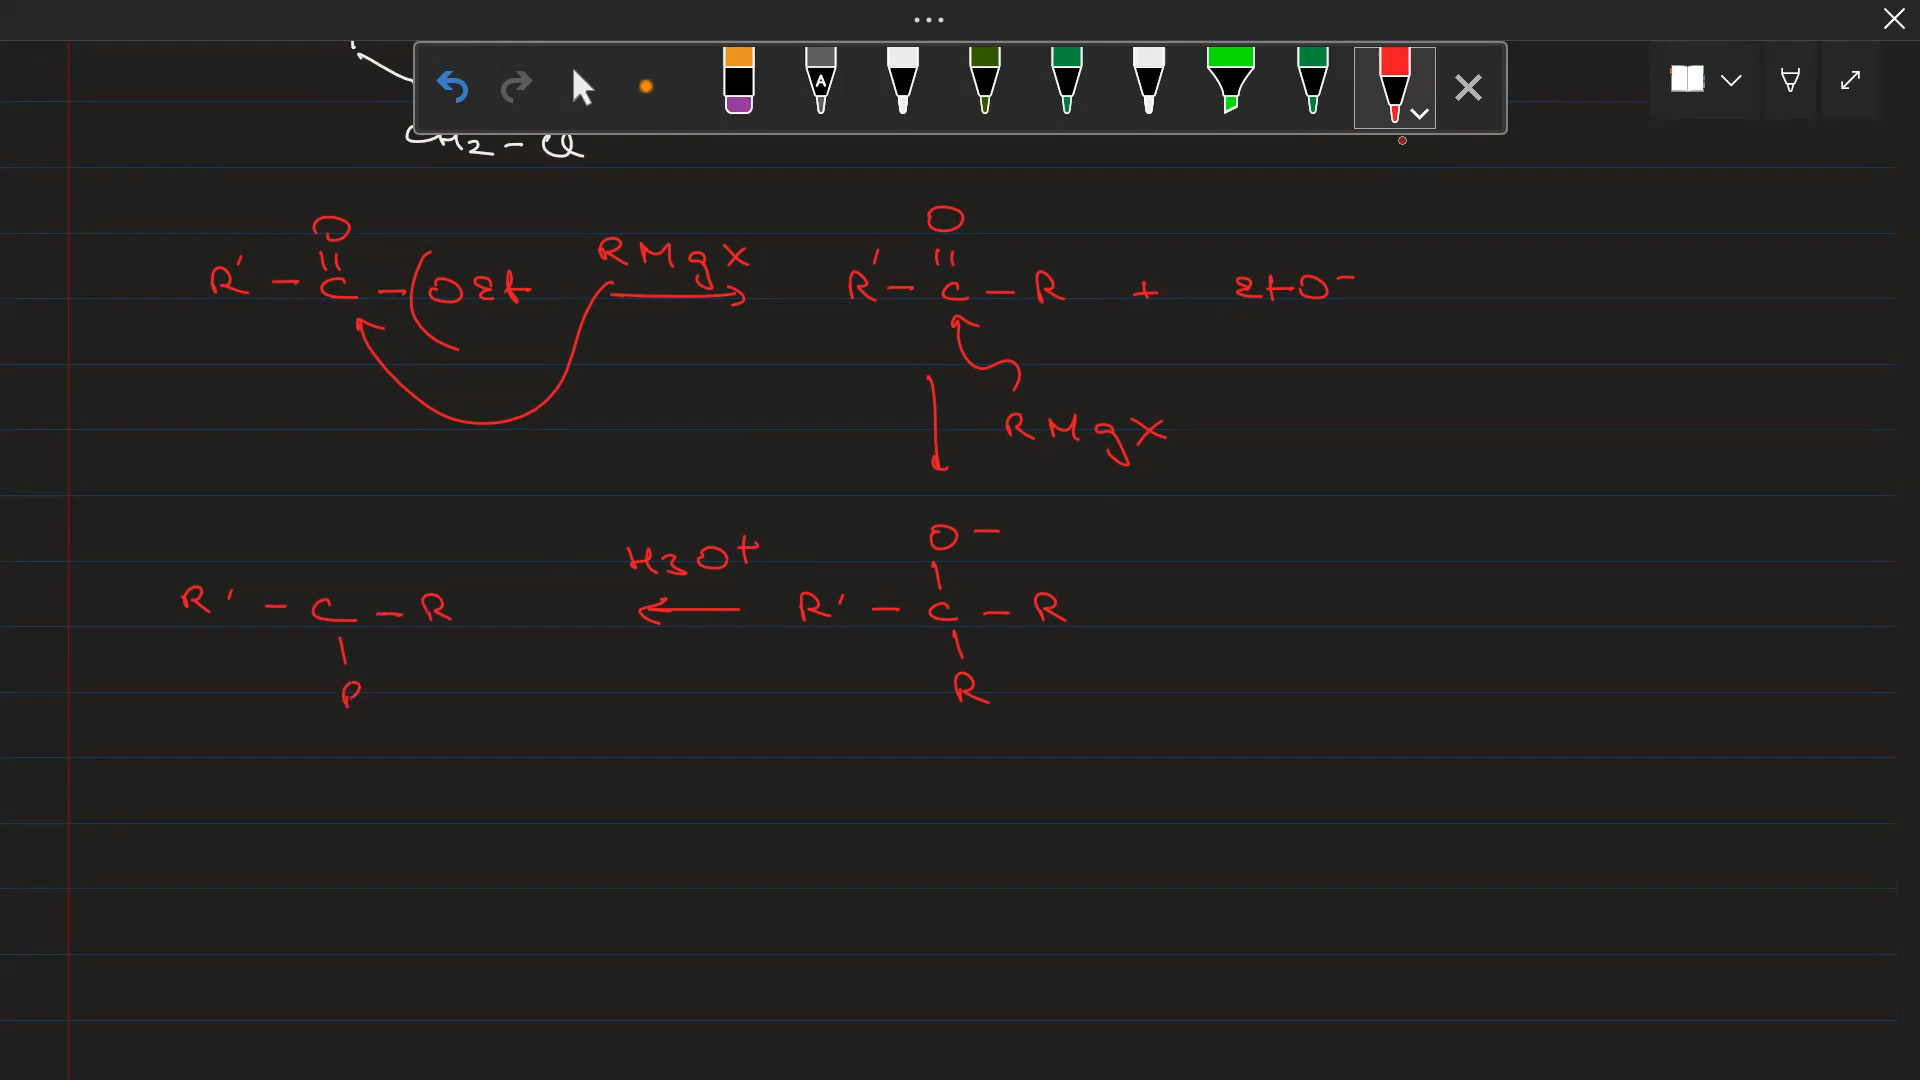 CH2 - Cl
O O
R' - C - OEt RMgX R' - C - R + EtO-
RMgX
H3O+ O-
R' - C - R R' - C - R
R